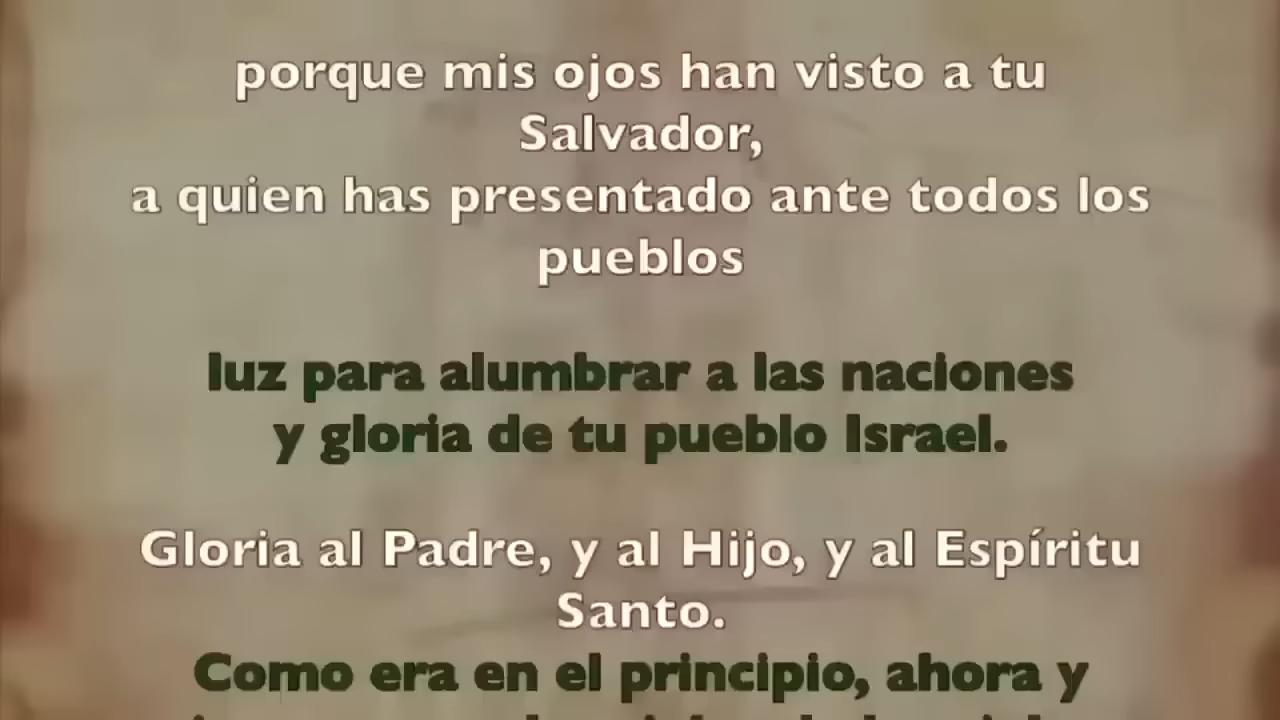 porque mis ojos han visto a tu
Salvador,
a quien has presentado ante todos los
pueblos
luz para alumbrar a las naciones
y gloria de tu pueblo Israel.
Gloria al Padre, y al Hijo, y al Espíritu
Santo.
Como era en el principio, ahora y